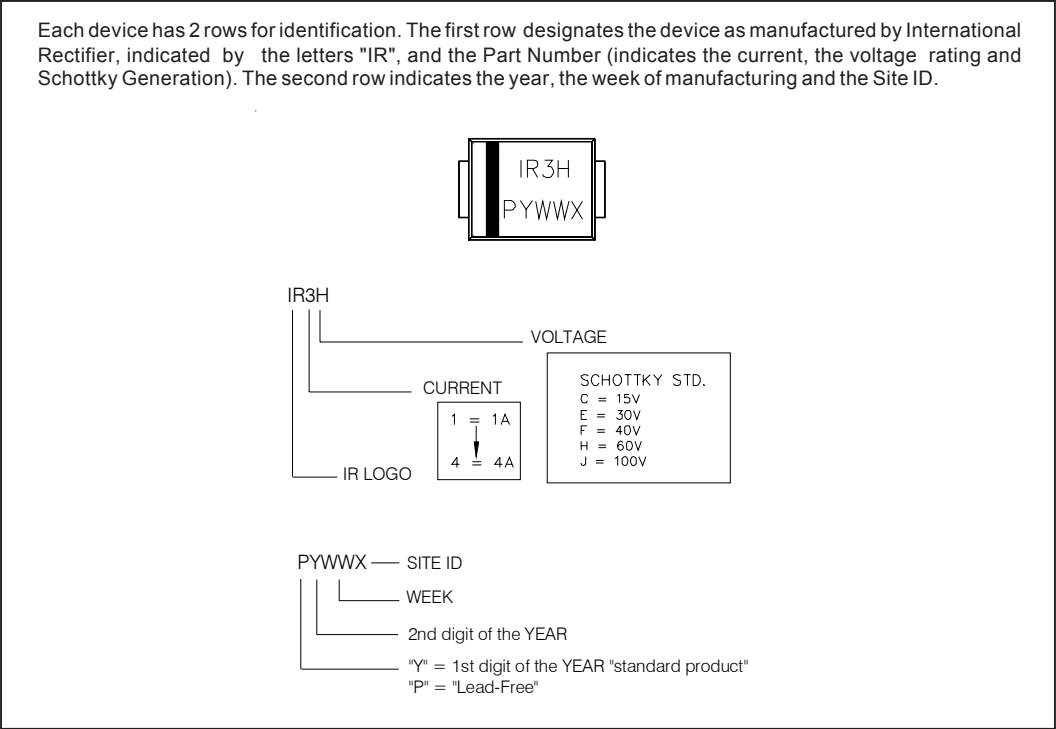 Each device has 2 rows for identification. The first row designates the device as manufactured by International
Rectifier, indicated by the letters "IR", and the Part Number (indicates the current, the voltage rating and
Schottky Generation). The second row indicates the year, the week of manufacturing and the Site ID.
IR3H
PYWWX
IR3H
VOLTAGE
SCHOTTKY STD.
C = 15V
E = 30V
F = 40V
H = 60V
J = 100V
CURRENT
1 = 1A
4 = 4A
IR LOGO
PYWWX
SITE ID
WEEK
2nd digit of the YEAR
"Y" = 1st digit of the YEAR "standard product"
"P" = "Lead-Free"